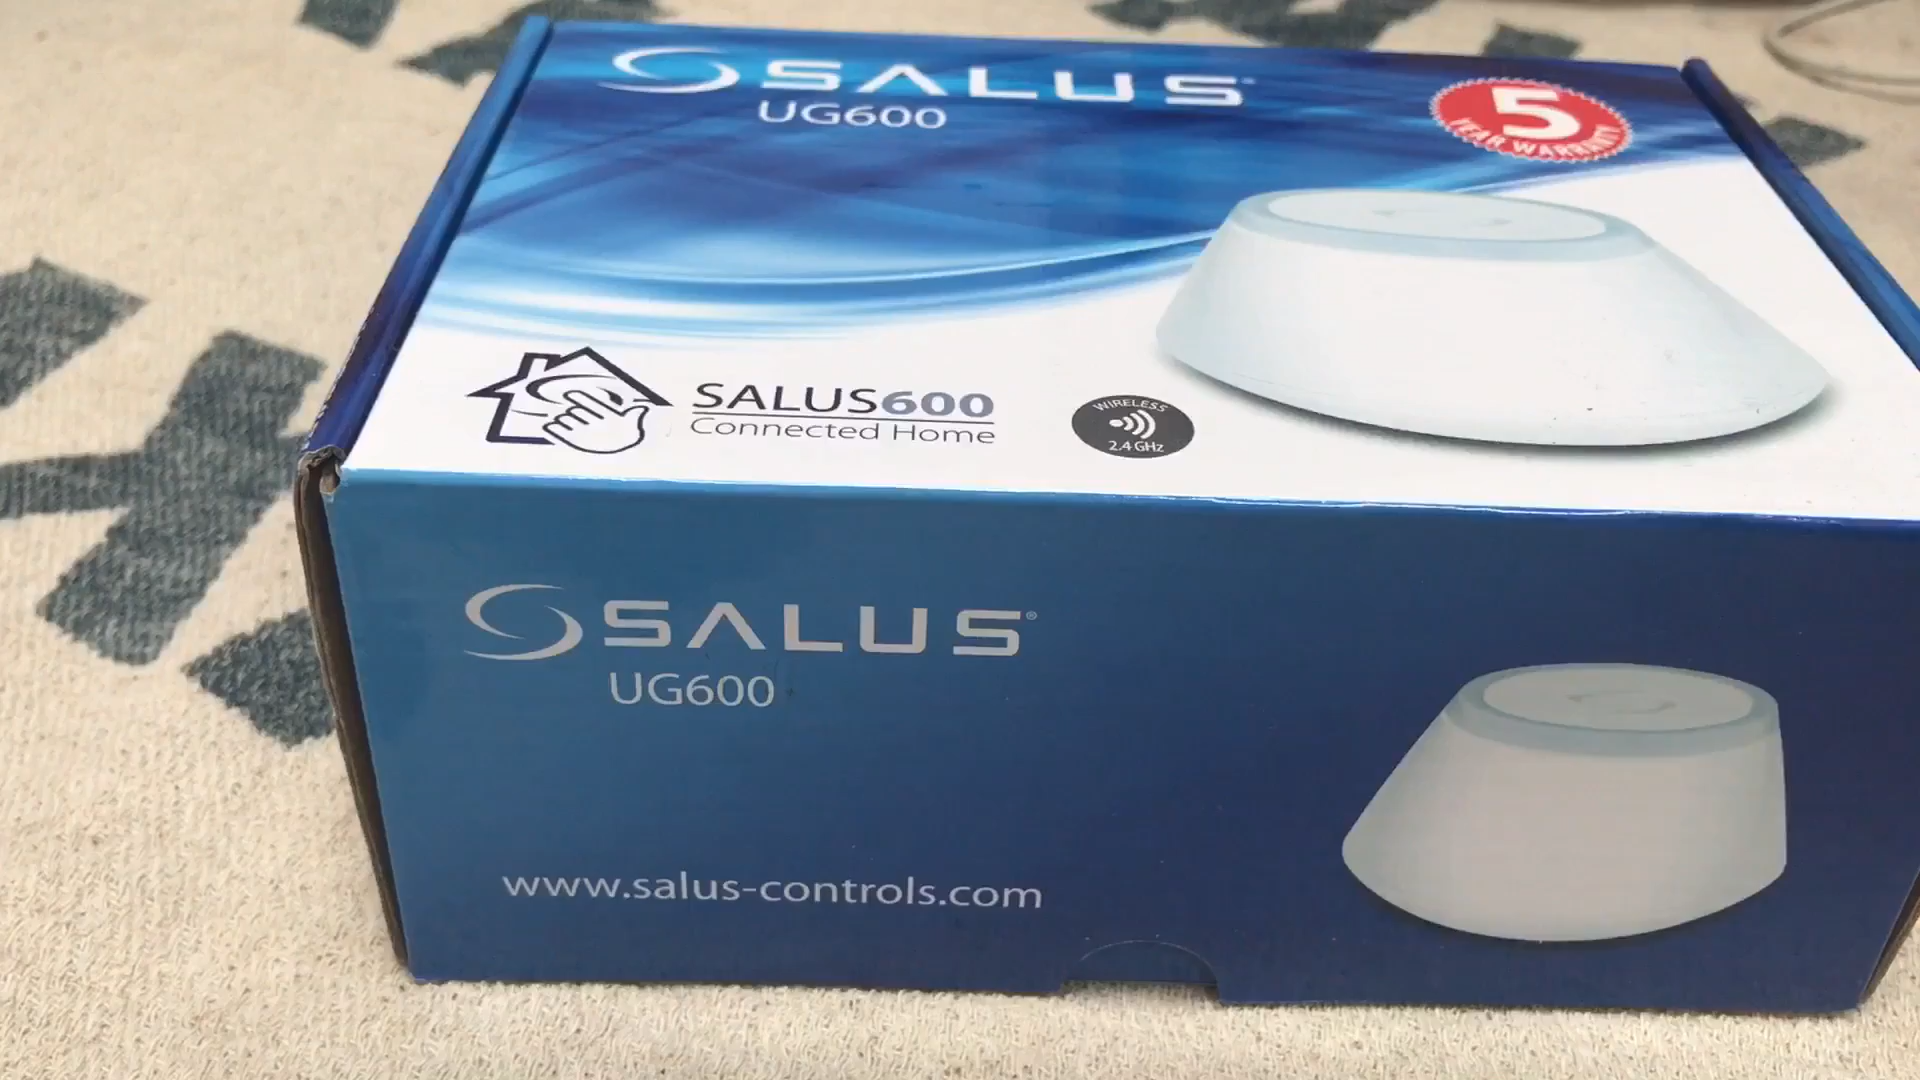 SALUS
UG600
5
YEAR WARRANTY
SALUS600
Connected Home
WIRELESS
2.4 GHz
SALUS®
UG600
www.salus-controls.com